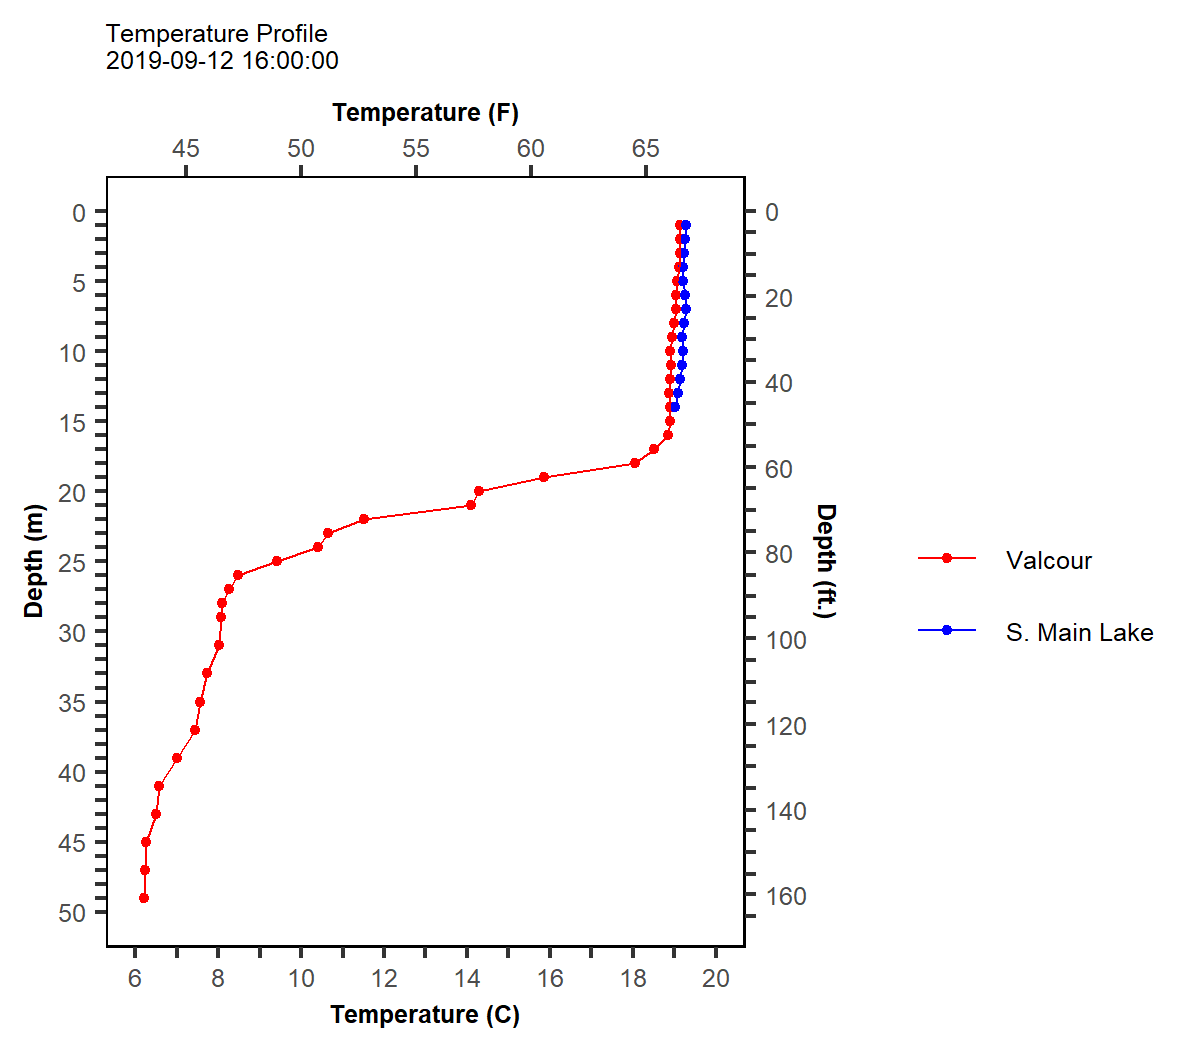 Temperature Profile
2019-09-12 16:00:00
Temperature (F)
45 50 55 60 65
0 0
5
20
10
40
15
60
20
80
25
30 100
35
120
40
140
45
160
50
Depth (m)
Depth (ft.)
Valcour
S. Main Lake
6 8 10 12 14 16 18 20
Temperature (C)